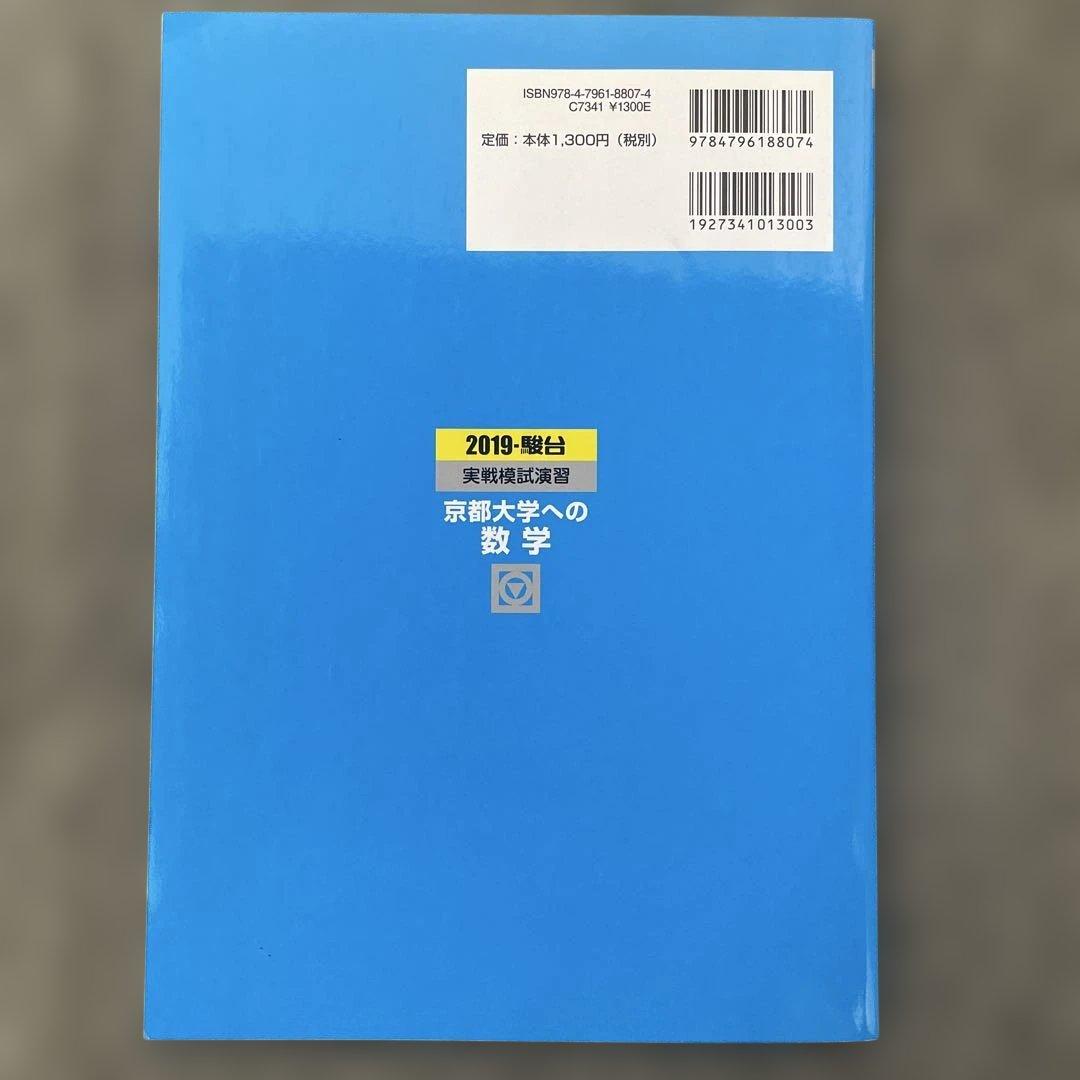 ISBN978-4-7961-8807-4
C7341 ¥1300E
定価：本体1,300円（税別）
9784796188074
1927341013003
2019-駿台
実戦模試演習
京都大学への
数学